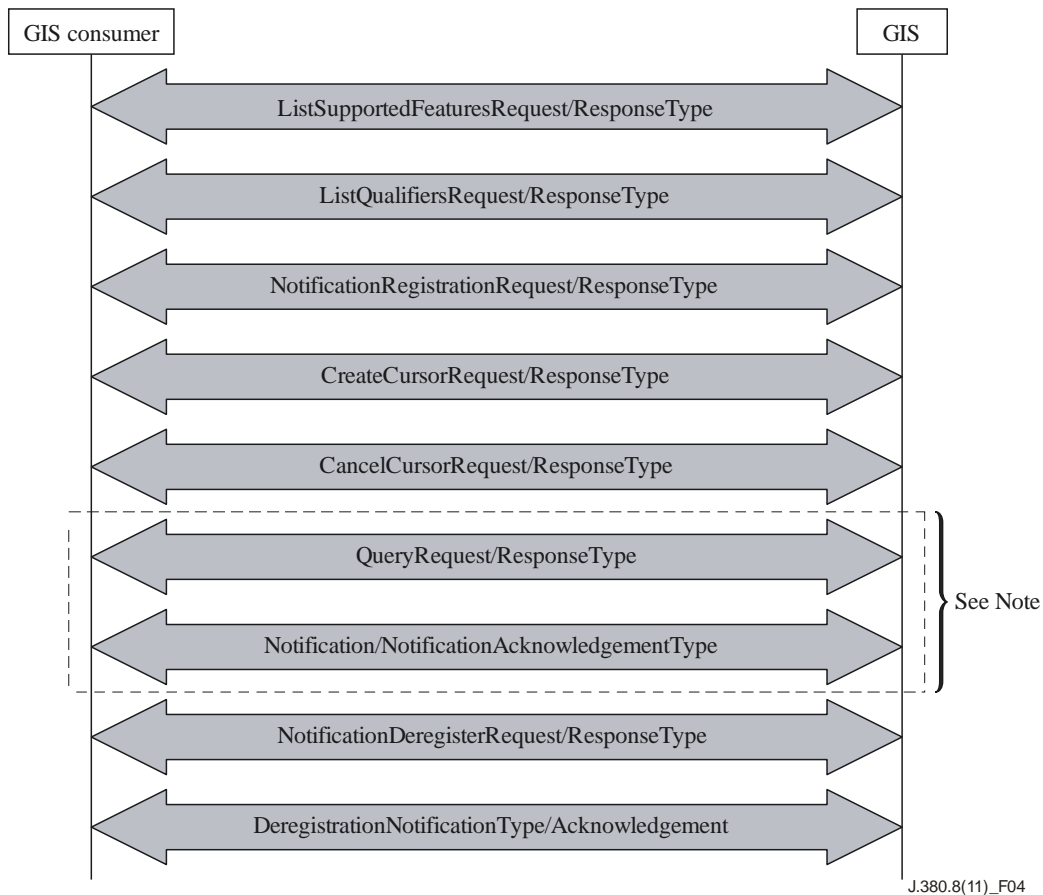 GIS consumer
GIS
ListSupportedFeaturesRequest/ResponseType
ListQualifiersRequest/ResponseType
NotificationRegistrationRequest/ResponseType
CreateCursorRequest/ResponseType
CancelCursorRequest/ResponseType
QueryRequest/ResponseType
See Note
Notification/NotificationAcknowledgementType
NotificationDeregisterRequest/ResponseType
DeregistrationNotificationType/Acknowledgement
J.380.8(11)_F04